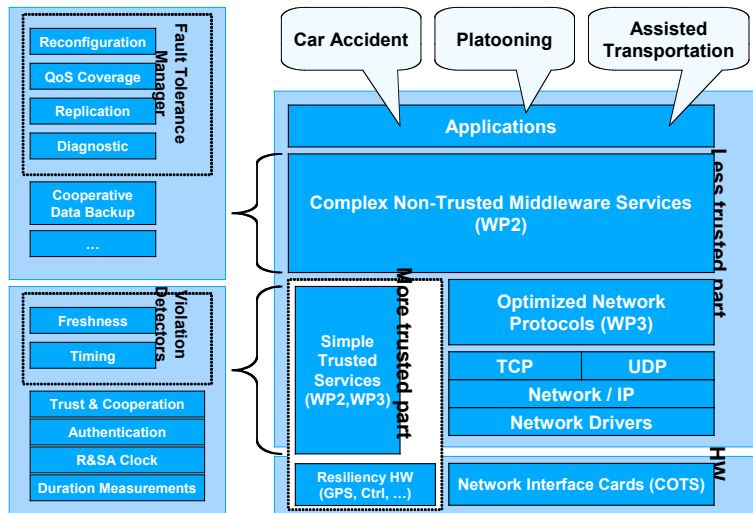 Reconfiguration
QoS Coverage
Replication
Diagnostic
Fault Tolerance
Manager
Cooperative
Data Backup
…
Freshness
Timing
Violation
Detectors
Trust & Cooperation
Authentication
R&SA Clock
Duration Measurements
Car Accident
Platooning
Assisted
Transportation
Applications
Complex Non-Trusted Middleware Services
(WP2)
Less trusted part
More trusted part
Simple
Trusted
Services
(WP2,WP3)
Optimized Network
Protocols (WP3)
TCP
UDP
Network / IP
Network Drivers
HW
Resiliency HW
(GPS, Ctrl, …)
Network Interface Cards (COTS)